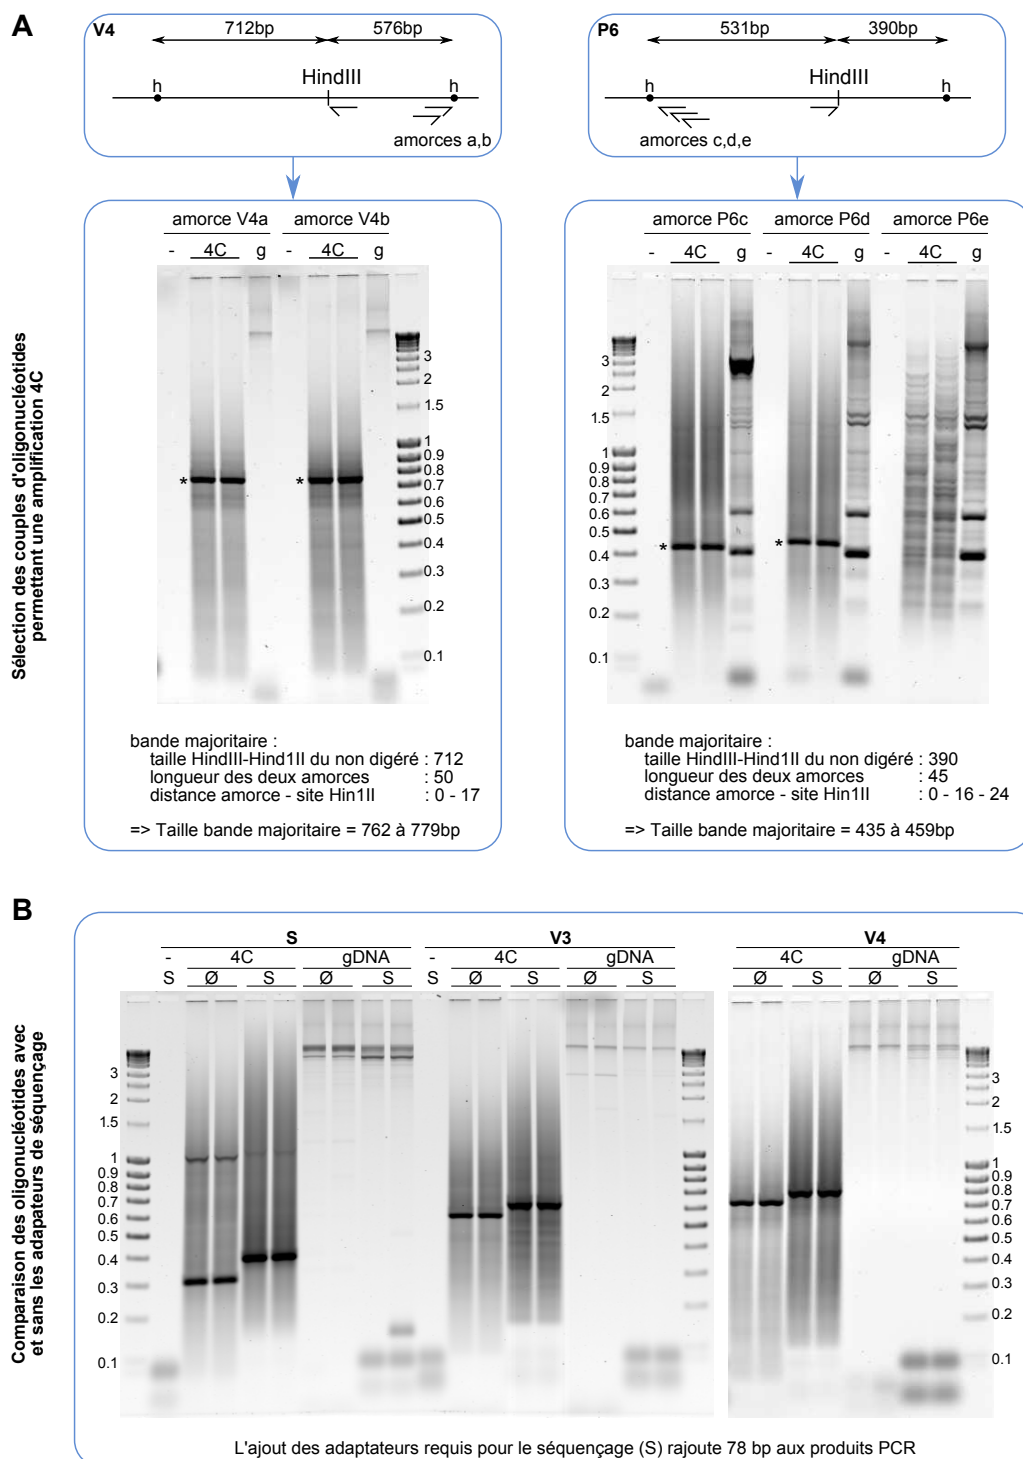 A
V4
712bp
576bp
h
HindIII
h
amorces a,b
P6
531bp
390bp
h
HindIII
h
amorces c,d,e
Sélection des couples d'oligonucléotides
permettant une amplification 4C
amorce V4a
amorce V4b
-
4C
g
-
4C
g
*
*
3
2
1.5
1
0.9
0.8
0.7
0.6
0.5
0.4
0.3
0.2
0.1
bande majoritaire :
taille HindIII-Hind1II du non digéré : 712
longueur des deux amorces : 50
distance amorce - site Hin1II : 0 - 17
=> Taille bande majoritaire = 762 à 779bp
amorce P6c
amorce P6d
amorce P6e
-
4C
g
-
4C
g
-
4C
g
3
2
1.5
1
0.9
0.8
0.7
0.6
0.5
0.4
0.3
0.2
0.1
*
*
bande majoritaire :
taille HindIII-Hind1II du non digéré : 390
longueur des deux amorces : 45
distance amorce - site Hin1II : 0 - 16 - 24
=> Taille bande majoritaire = 435 à 459bp
B
Comparaison des oligonucléotides avec
et sans les adapateurs de séquençage
S
V3
V4
-
4C
gDNA
-
4C
gDNA
4C
gDNA
S
Ø
S
Ø
S
S
Ø
S
Ø
S
Ø
S
Ø
S
3
2
1.5
1
0.9
0.8
0.7
0.6
0.5
0.4
0.3
0.2
0.1
3
2
1.5
1
0.9
0.8
0.7
0.6
0.5
0.4
0.3
0.2
0.1
L'ajout des adaptateurs requis pour le séquençage (S) rajoute 78 bp aux produits PCR